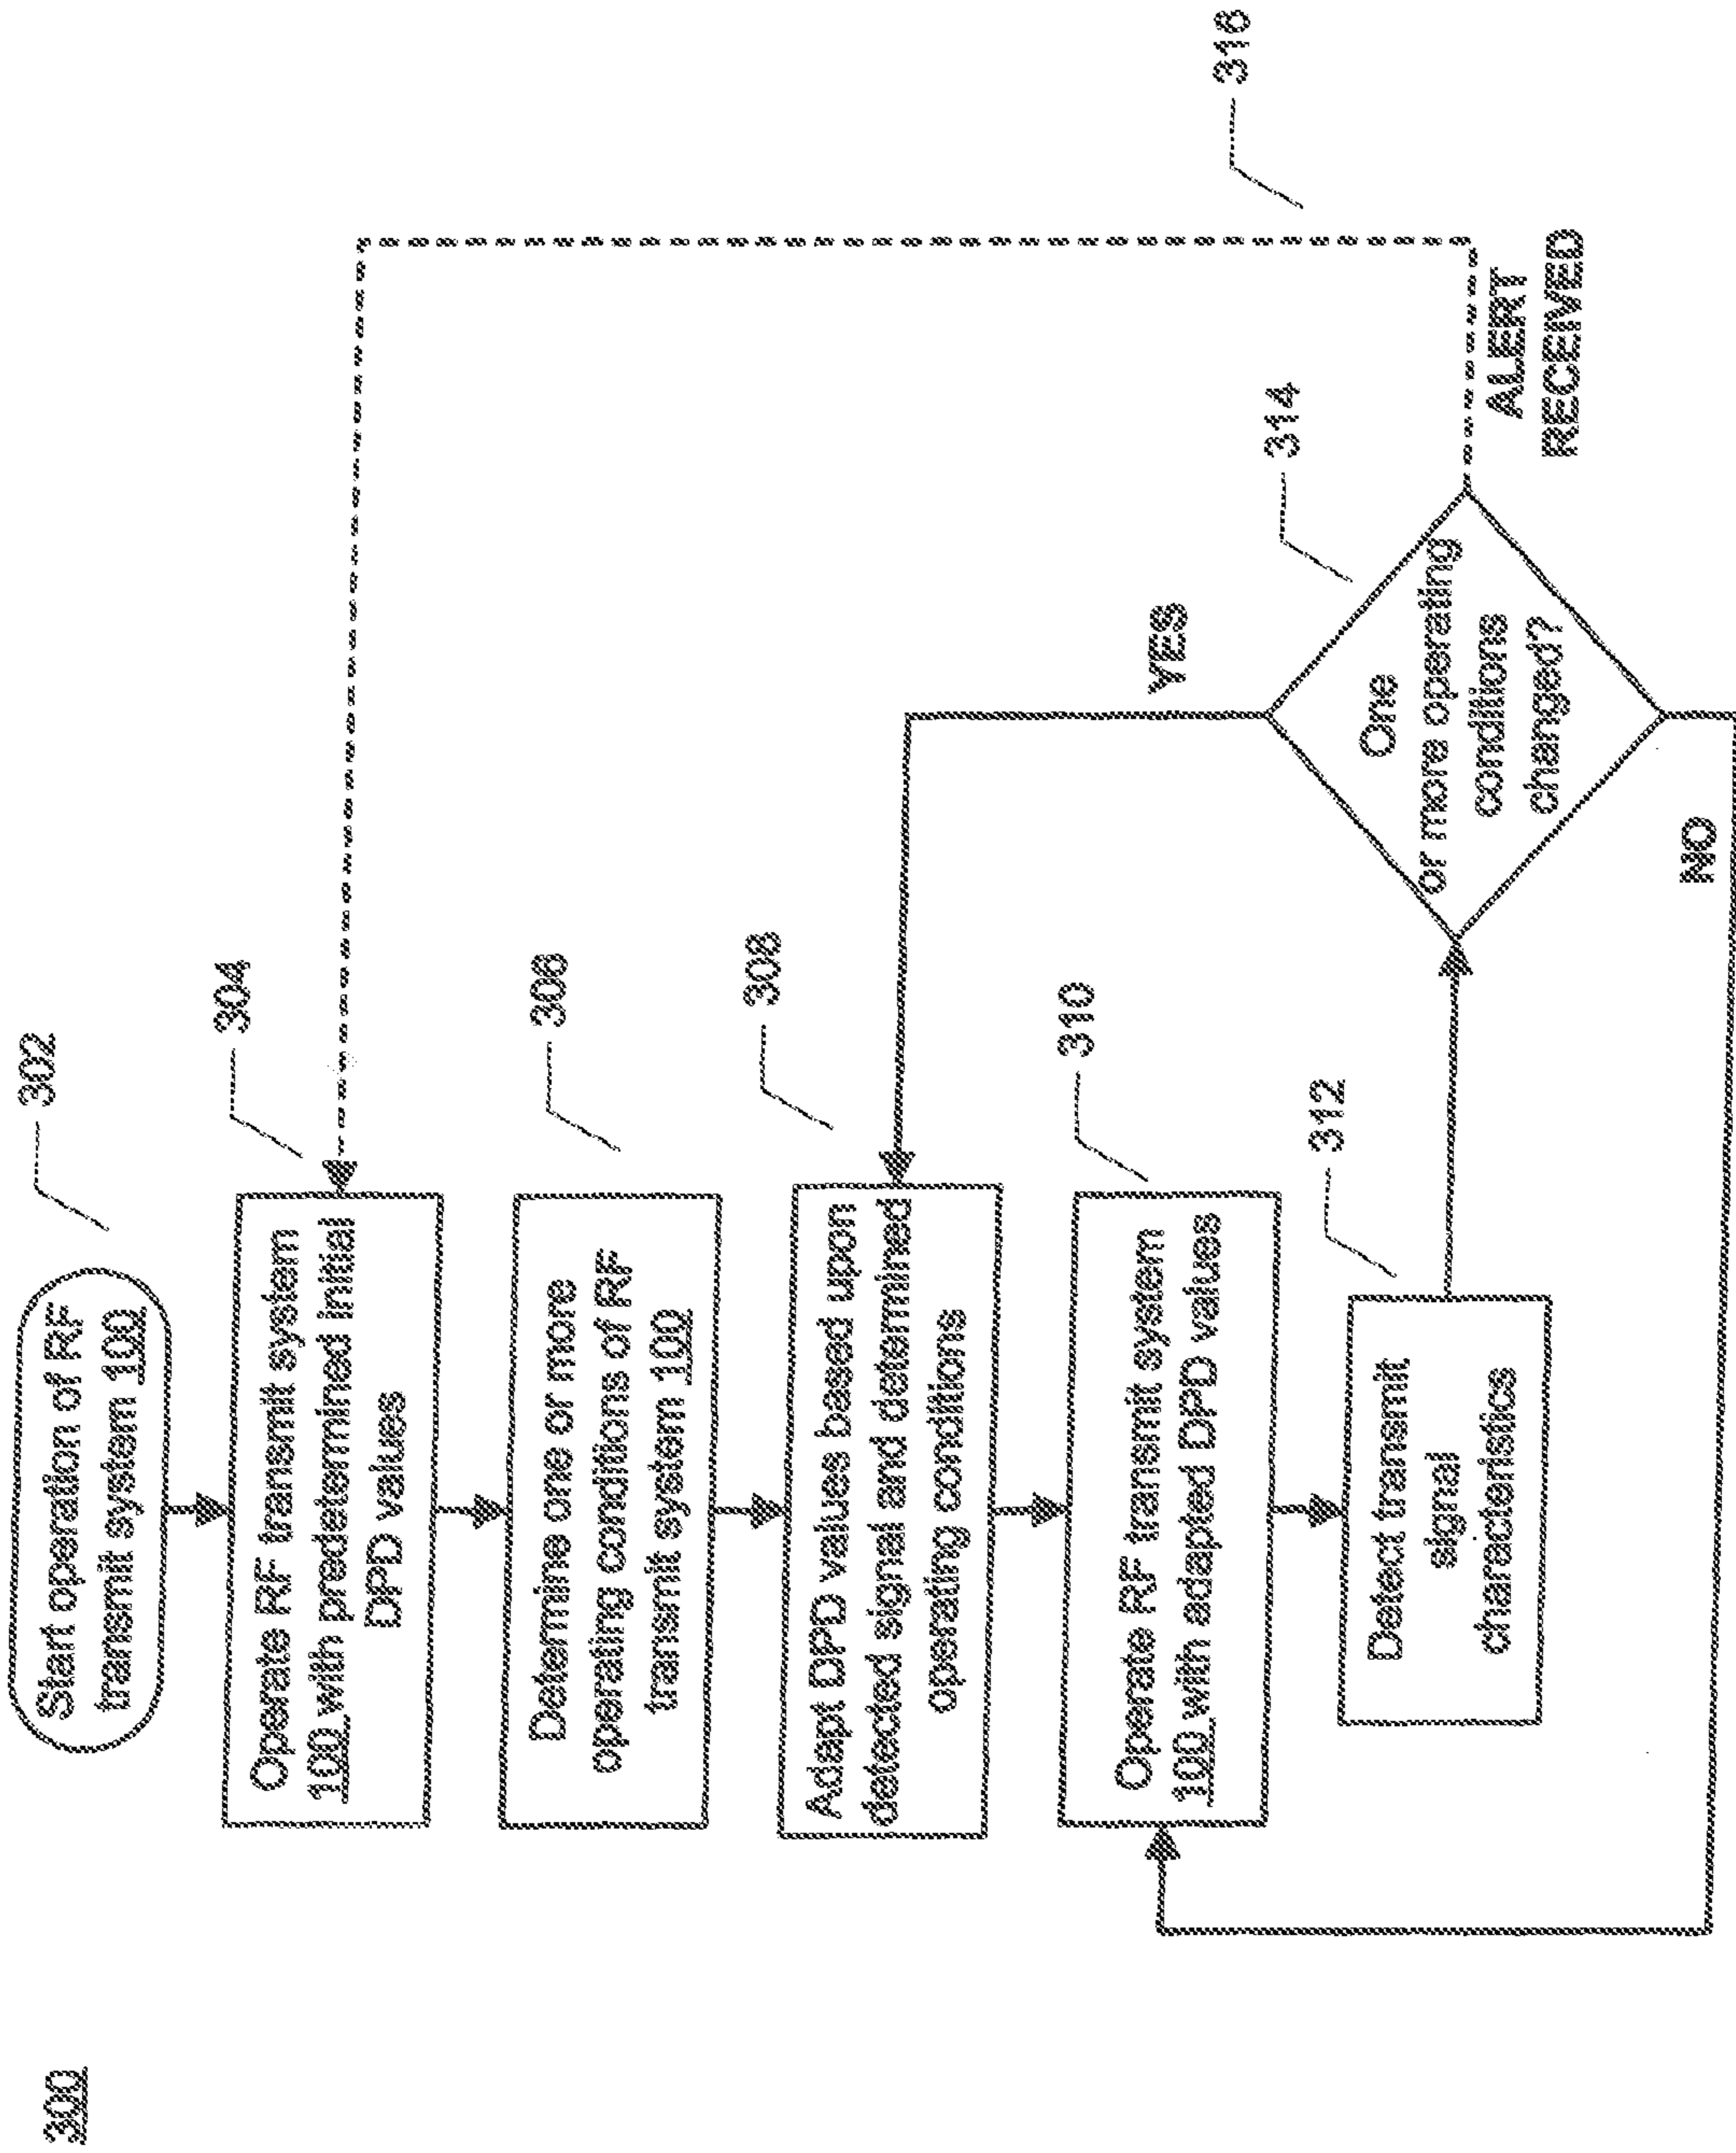 300
302
Start operation of RF
transmit system 100
304
Operate RF transmit system
100 with predetermined initial
DPD values
306
Determine one or more
operating conditions of RF
transmit system 100
308
Adapt DPD values based upon
detected signal and determined
operating conditions
310
Operate RF transmit system
100 with adapted DPD values
312
Detect transmit
signal
characteristics
314
One
or more operating
conditions
changed?
YES
NO
316
ALERT
RECEIVED